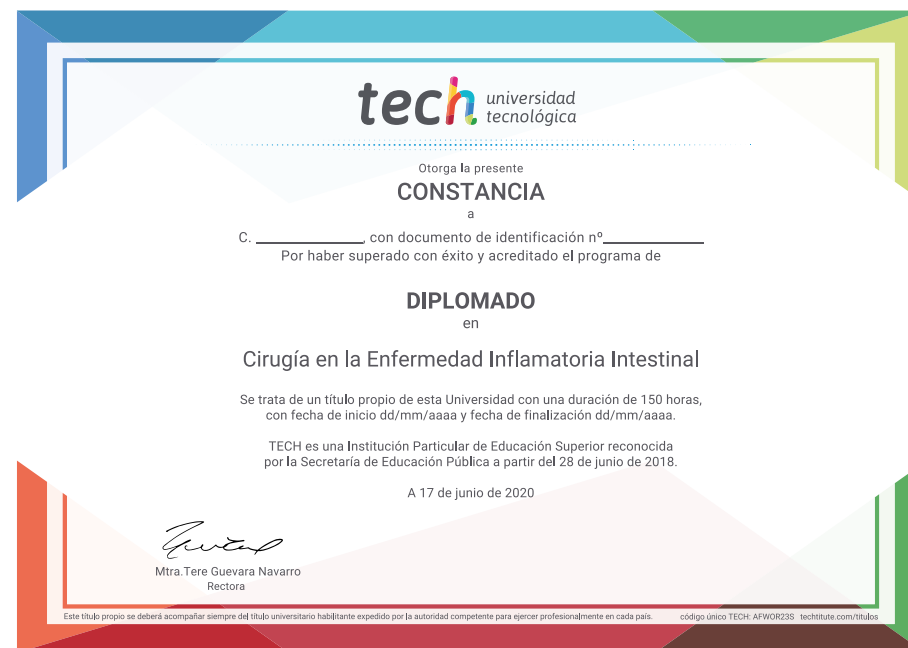 tech universidad
tecnológica
Otorga la presente
CONSTANCIA
a
C. ____________, con documento de identificación nº____________
Por haber superado con éxito y acreditado el programa de
DIPLOMADO
en
Cirugía en la Enfermedad Inflamatoria Intestinal
Se trata de un título propio de esta Universidad con una duración de 150 horas,
con fecha de inicio dd/mm/aaaa y fecha de finalización dd/mm/aaaa.
TECH es una Institución Particular de Educación Superior reconocida
por la Secretaría de Educación Pública a partir del 28 de junio de 2018.
A 17 de junio de 2020
Mtra.Tere Guevara Navarro
Rectora
Este título propio se deberá acompañar siempre del título universitario habilitante expedido por la autoridad competente para ejercer profesionalmente en cada país. código único TECH: AFWOR23S techtitute.com/titulos